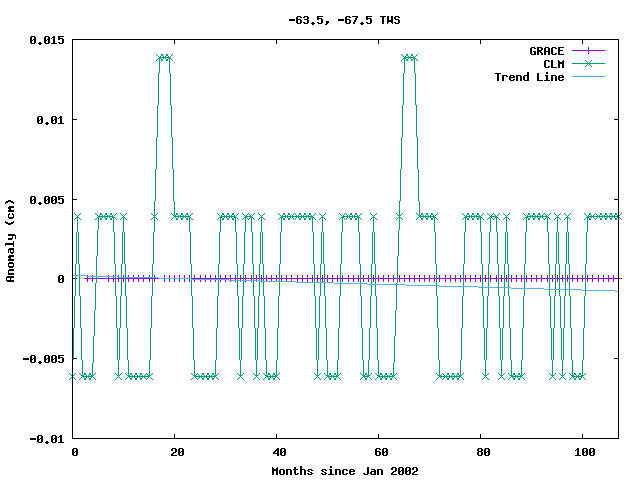 -63.5, -67.5 TWS
0.015
0.01
0.005
0
-0.005
-0.01
Anomaly (cm)
GRACE
CLM
Trend Line
0 20 40 60 80 100
Months since Jan 2002